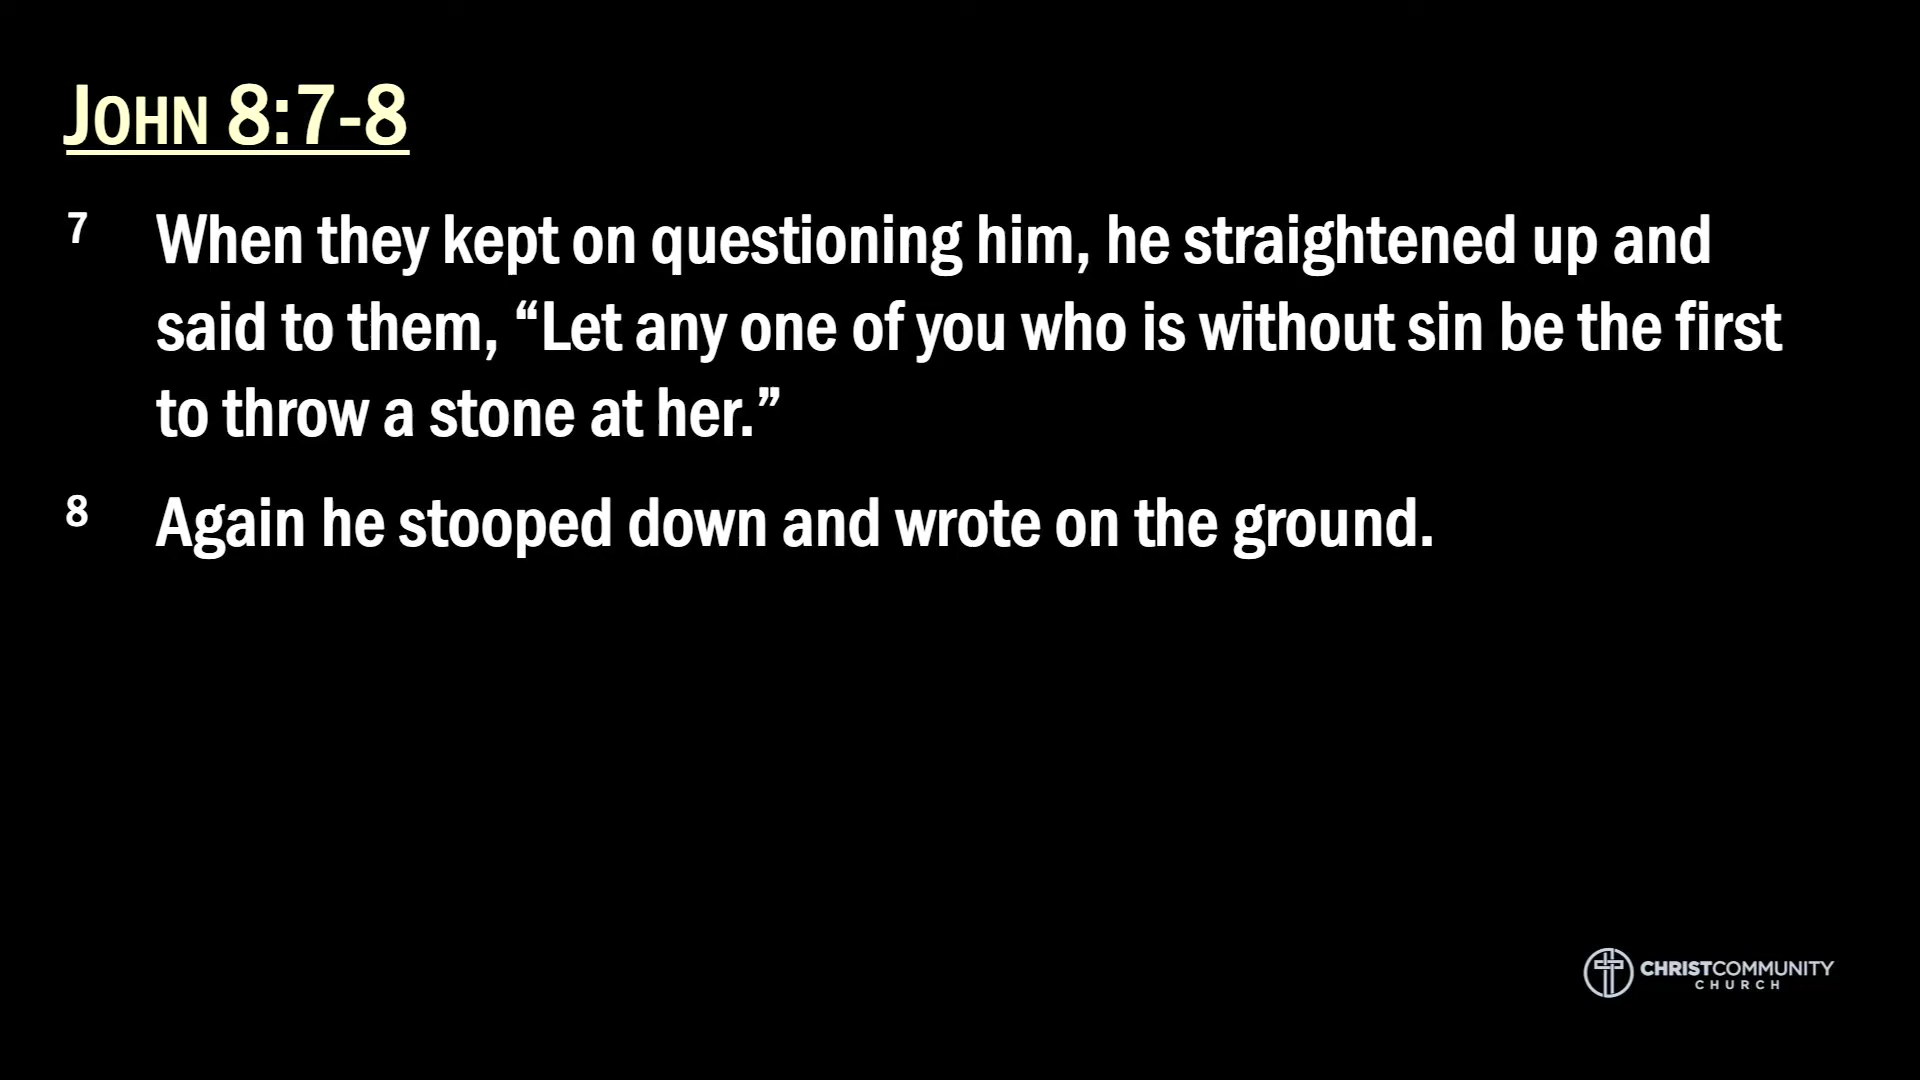 JOHN 8:7-8
7 When they kept on questioning him, he straightened up and
said to them, “Let any one of you who is without sin be the first
to throw a stone at her.”
8 Again he stooped down and wrote on the ground.
CHRISTCOMMUNITY
CHURCH